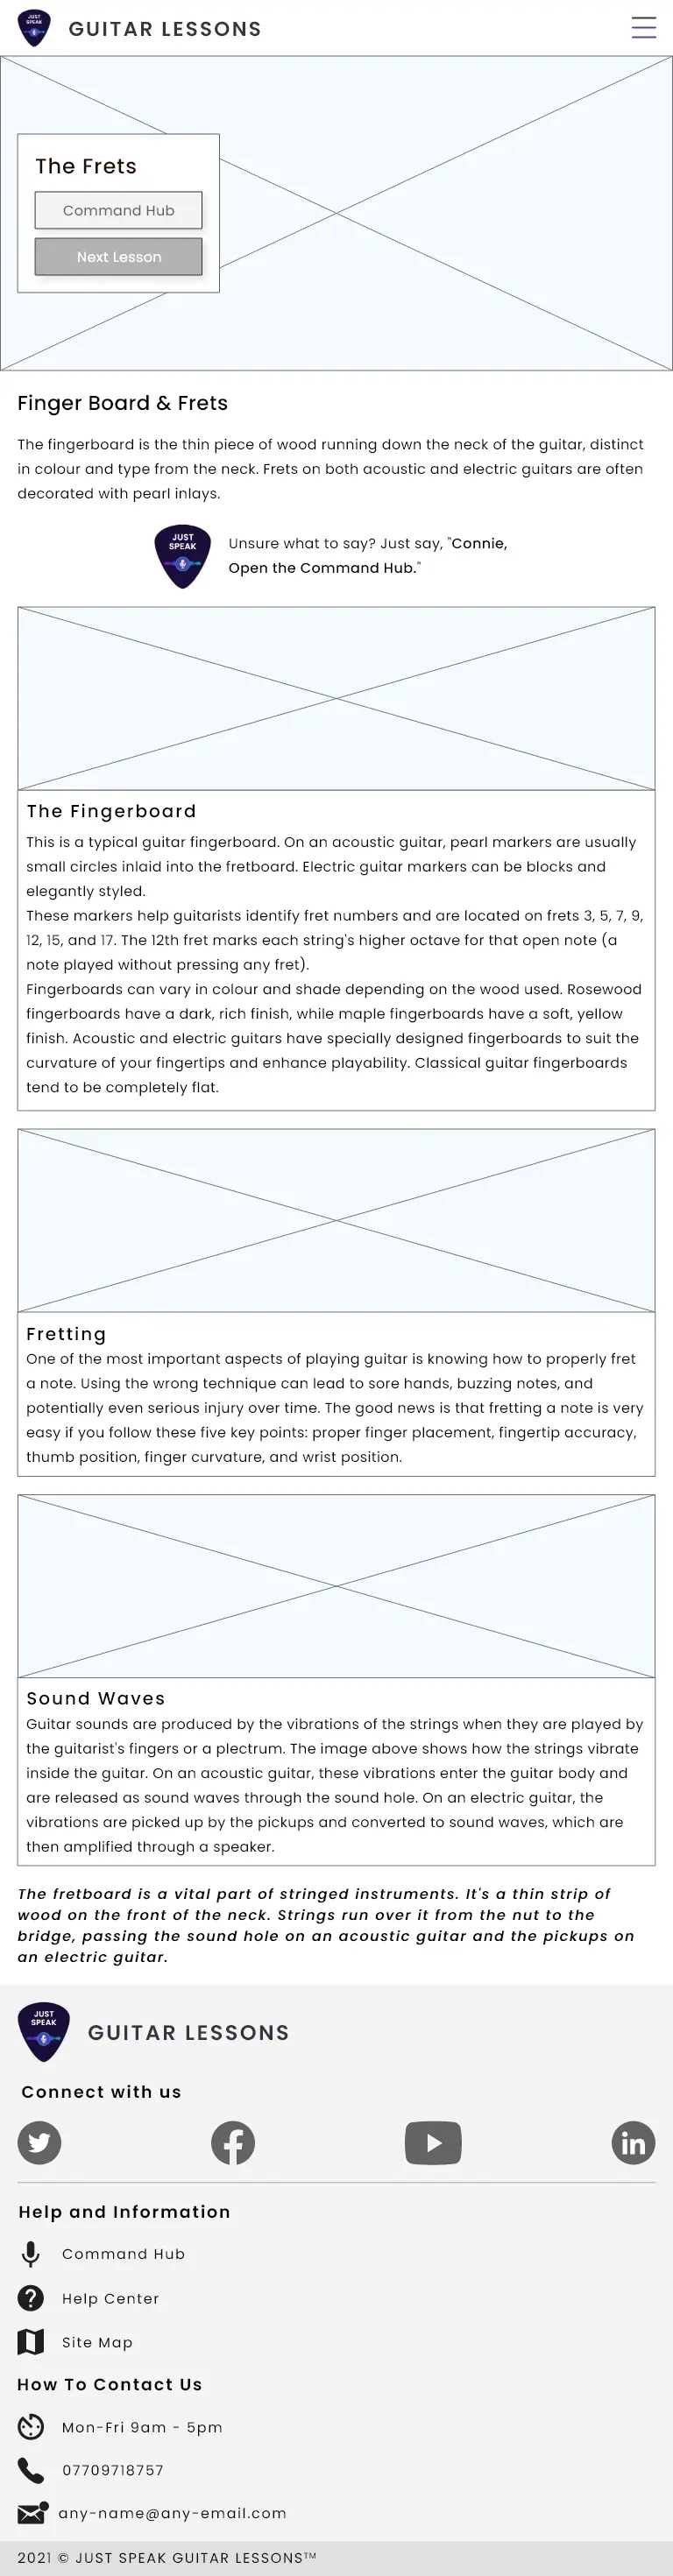 JUST
SPEAK
GUITAR LESSONS
The Frets
Command Hub
Next Lesson
Finger Board & Frets
The fingerboard is the thin piece of wood running down the neck of the guitar, distinct
in colour and type from the neck. Frets on both acoustic and electric guitars are often
decorated with pearl inlays.
JUST
SPEAK
Unsure what to say? Just say, "Connie,
Open the Command Hub."
The Fingerboard
This is a typical guitar fingerboard. On an acoustic guitar, pearl markers are usually
small circles inlaid into the fretboard. Electric guitar markers can be blocks and
elegantly styled.
These markers help guitarists identify fret numbers and are located on frets 3, 5, 7, 9,
12, 15, and 17. The 12th fret marks each string's higher octave for that open note (a
note played without pressing any fret).
Fingerboards can vary in colour and shade depending on the wood used. Rosewood
fingerboards have a dark, rich finish, while maple fingerboards have a soft, yellow
finish. Acoustic and electric guitars have specially designed fingerboards to suit the
curvature of your fingertips and enhance playability. Classical guitar fingerboards
tend to be completely flat.
Fretting
One of the most important aspects of playing guitar is knowing how to properly fret
a note. Using the wrong technique can lead to sore hands, buzzing notes, and
potentially even serious injury over time. The good news is that fretting a note is very
easy if you follow these five key points: proper finger placement, fingertip accuracy,
thumb position, finger curvature, and wrist position.
Sound Waves
Guitar sounds are produced by the vibrations of the strings when they are played by
the guitarist's fingers or a plectrum. The image above shows how the strings vibrate
inside the guitar. On an acoustic guitar, these vibrations enter the guitar body and
are released as sound waves through the sound hole. On an electric guitar, the
vibrations are picked up by the pickups and converted to sound waves, which are
then amplified through a speaker.
The fretboard is a vital part of stringed instruments. It's a thin strip of
wood on the front of the neck. Strings run over it from the nut to the
bridge, passing the sound hole on an acoustic guitar and the pickups on
an electric guitar.
JUST
SPEAK
GUITAR LESSONS
Connect with us
Help and Information
Command Hub
Help Center
Site Map
How To Contact Us
Mon-Fri 9am - 5pm
07709718757
any-name@any-email.com
2021 © JUST SPEAK GUITAR LESSONS™